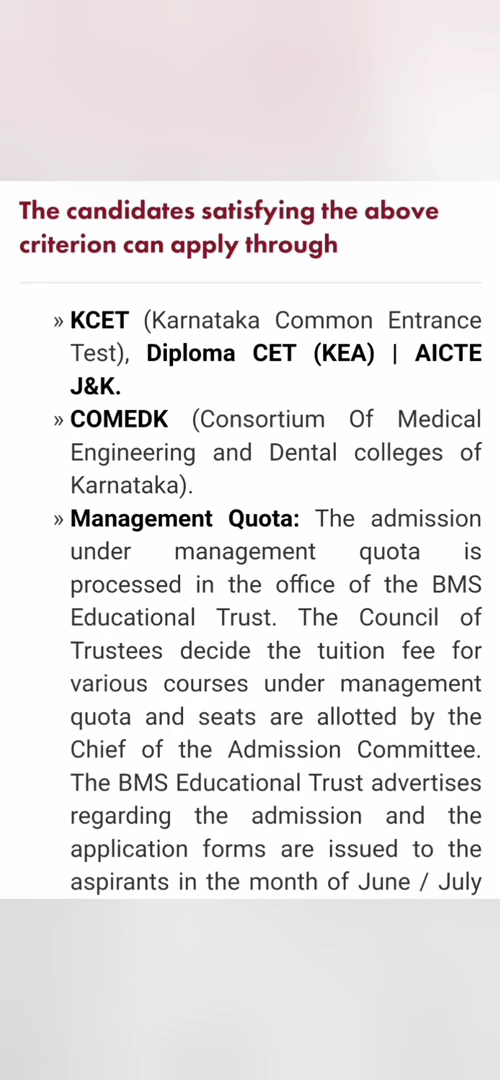 The candidates satisfying the above
criterion can apply through
» KCET (Karnataka Common Entrance
Test), Diploma CET (KEA) | AICTE
J&K.
» COMEDK (Consortium Of Medical
Engineering and Dental colleges of
Karnataka).
» Management Quota: The admission
under management quota is
processed in the office of the BMS
Educational Trust. The Council of
Trustees decide the tuition fee for
various courses under management
quota and seats are allotted by the
Chief of the Admission Committee.
The BMS Educational Trust advertises
regarding the admission and the
application forms are issued to the
aspirants in the month of June / July